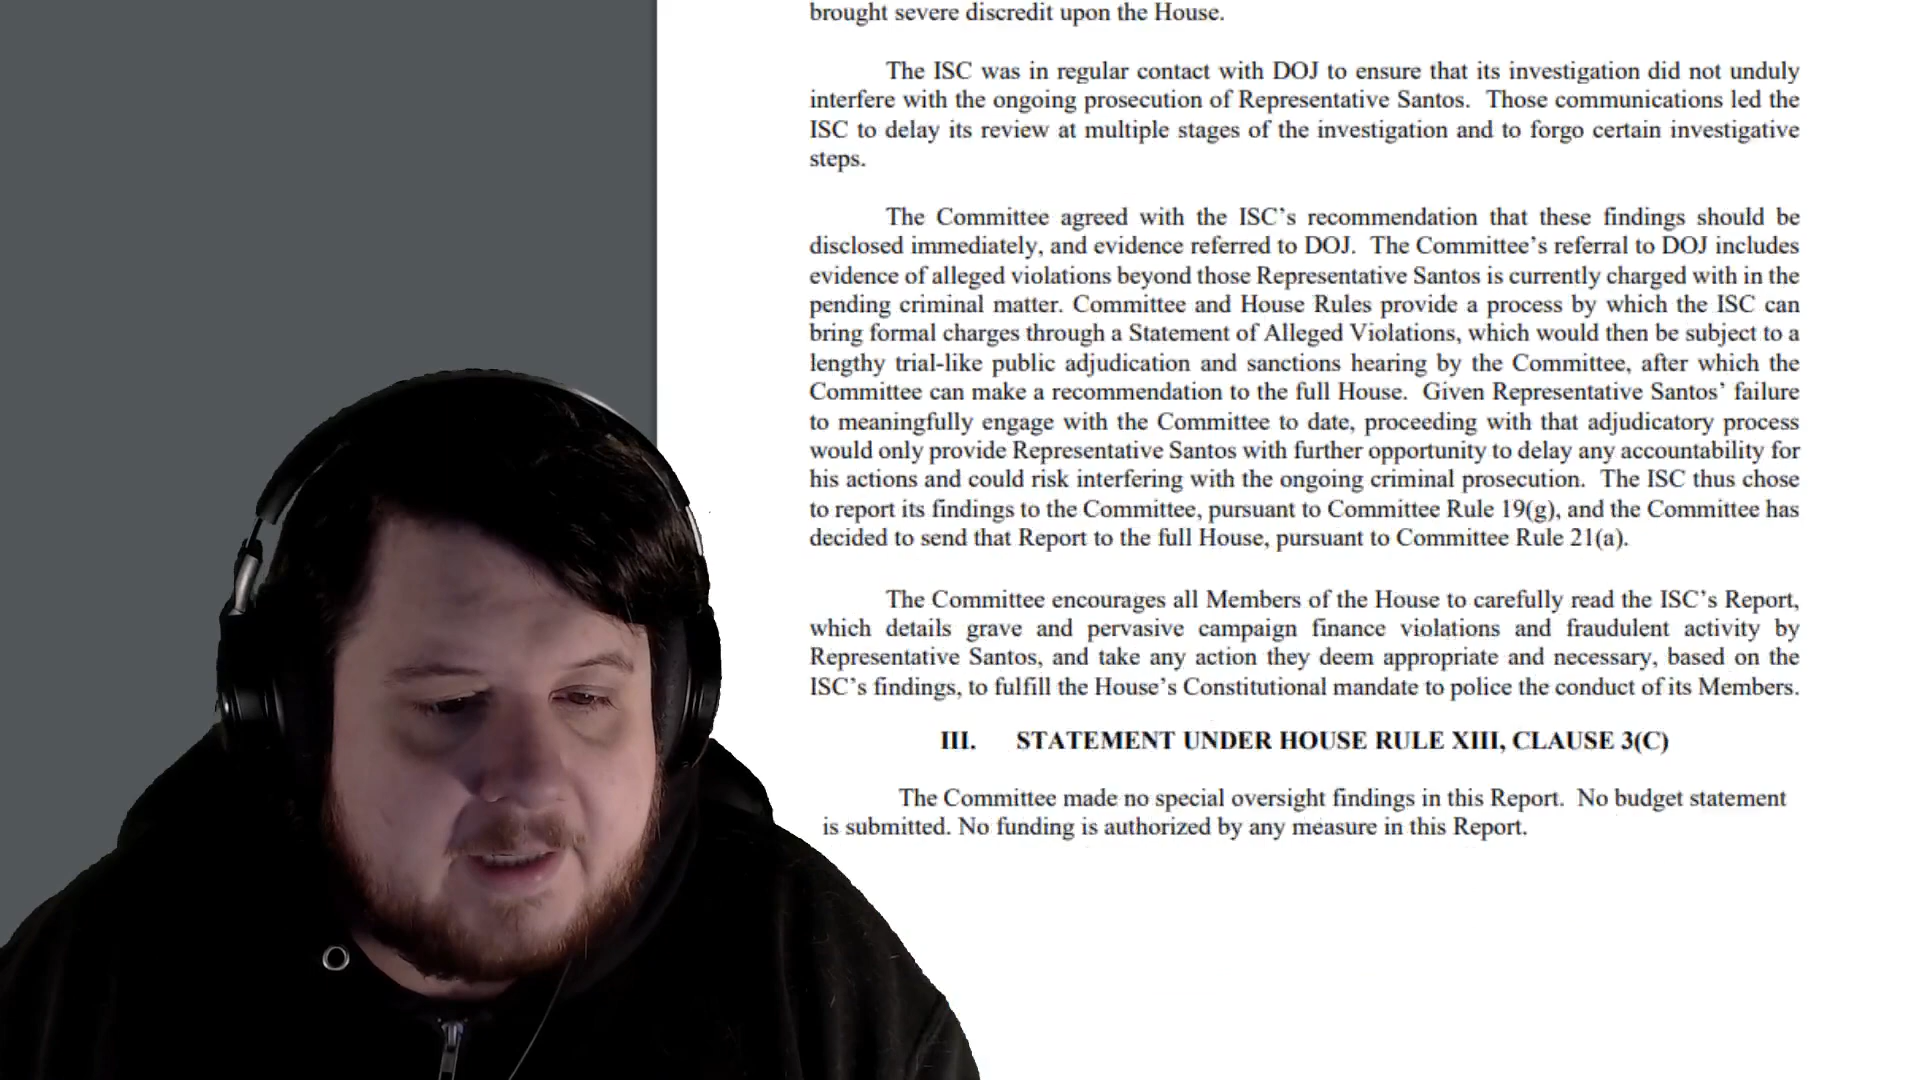 brought severe discredit upon the House.
The ISC was in regular contact with DOJ to ensure that its investigation did not unduly
interfere with the ongoing prosecution of Representative Santos. Those communications led the
ISC to delay its review at multiple stages of the investigation and to forgo certain investigative
steps.
The Committee agreed with the ISC’s recommendation that these findings should be
disclosed immediately, and evidence referred to DOJ. The Committee’s referral to DOJ includes
evidence of alleged violations beyond those Representative Santos is currently charged with in the
pending criminal matter. Committee and House Rules provide a process by which the ISC can
bring formal charges through a Statement of Alleged Violations, which would then be subject to a
lengthy trial-like public adjudication and sanctions hearing by the Committee, after which the
Committee can make a recommendation to the full House. Given Representative Santos’ failure
to meaningfully engage with the Committee to date, proceeding with that adjudicatory process
would only provide Representative Santos with further opportunity to delay any accountability for
his actions and could risk interfering with the ongoing criminal prosecution. The ISC thus chose
to report its findings to the Committee, pursuant to Committee Rule 19(g), and the Committee has
decided to send that Report to the full House, pursuant to Committee Rule 21(a).
The Committee encourages all Members of the House to carefully read the ISC’s Report,
which details grave and pervasive campaign finance violations and fraudulent activity by
Representative Santos, and take any action they deem appropriate and necessary, based on the
ISC’s findings, to fulfill the House’s Constitutional mandate to police the conduct of its Members.
III. STATEMENT UNDER HOUSE RULE XIII, CLAUSE 3(C)
The Committee made no special oversight findings in this Report. No budget statement
is submitted. No funding is authorized by any measure in this Report.